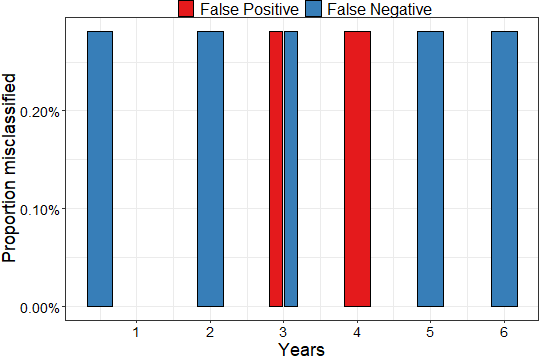 False Positive False Negative
Proportion misclassified
0.20%
0.10%
0.00%
1 2 3 4 5 6
Years